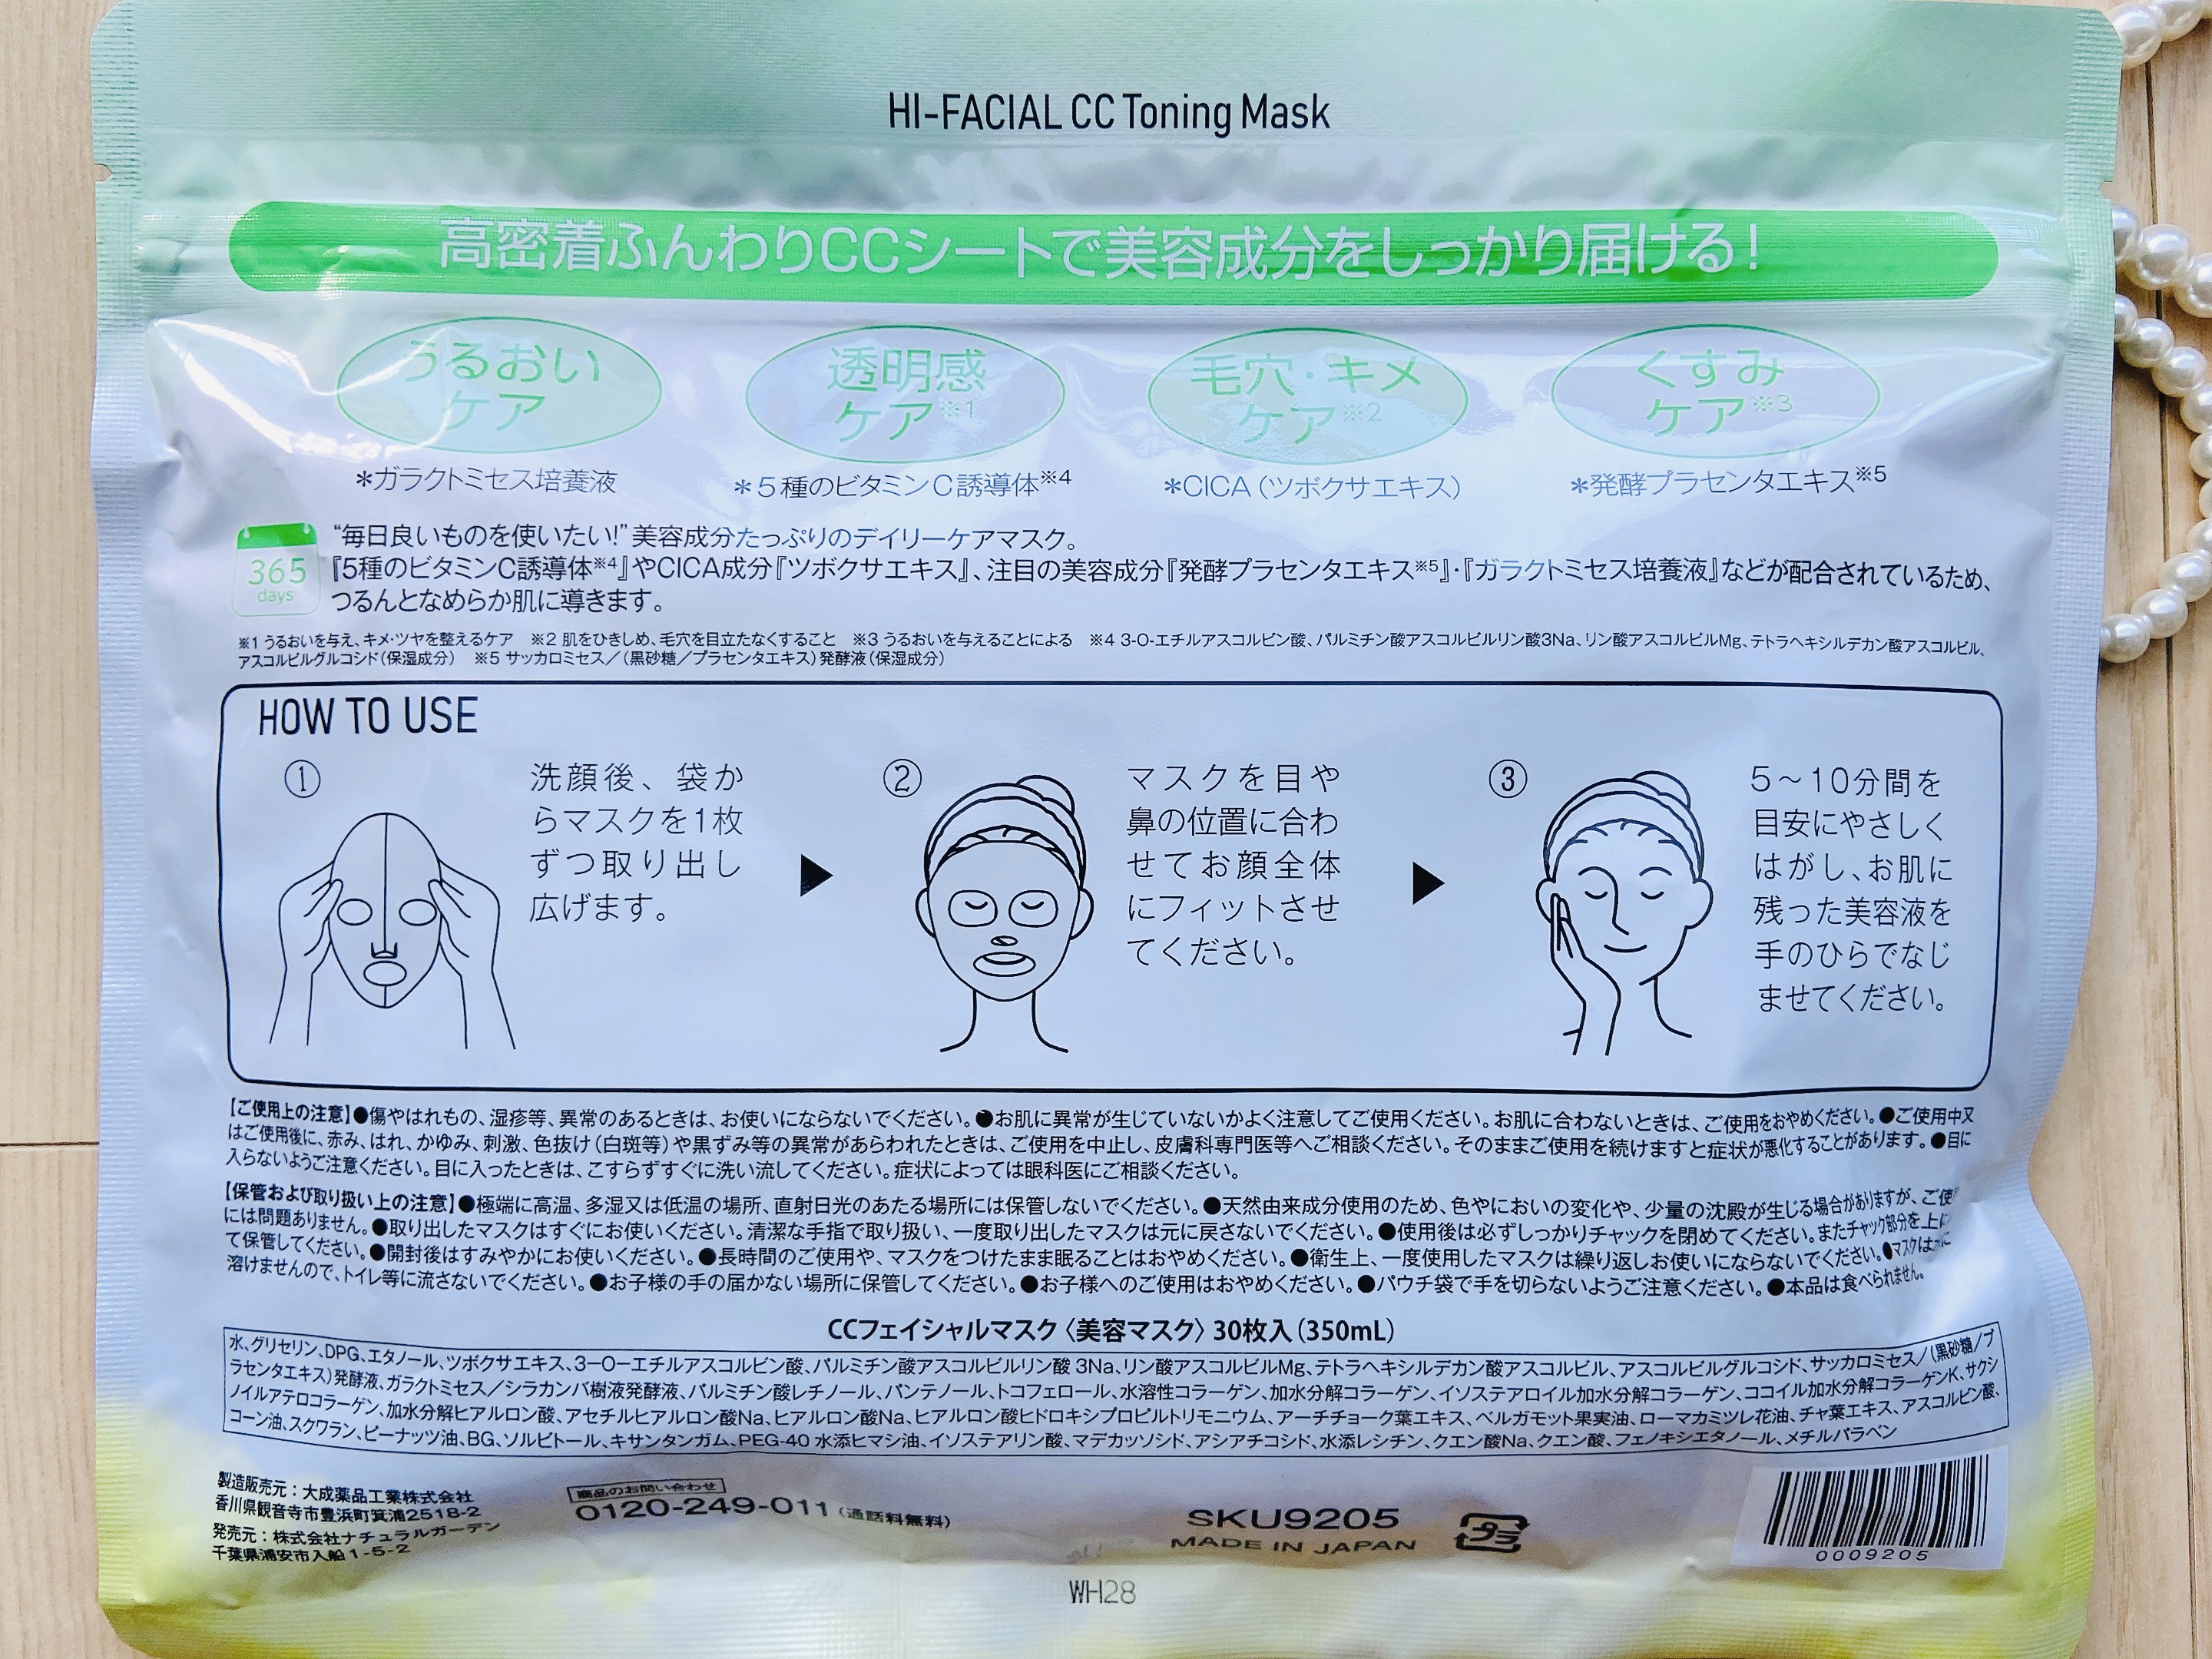 HI-FACIAL CC Toning Mask
高密着ふんわりCCシートで美容成分をしっかり届ける！
うるおい
ケア
透明感
ケア※1
毛穴・キメ
ケア※2
くすみ
ケア※3
＊ガラクトミセス培養液
＊5種のビタミンC誘導体※4
＊CICA（ツボクサエキス）
＊発酵プラセンタエキス※5
365
days
“毎日良いものを使いたい！”美容成分たっぷりのデイリーケアマスク。
『5種のビタミンC誘導体※4』やCICA成分『ツボクサエキス』、注目の美容成分『発酵プラセンタエキス※5』・『ガラクトミセス培養液』などが配合されているため、
つるんとなめらか肌に導きます。
※1 うるおいを与え、キメ・ツヤを整えるケア ※2 肌をひきしめ、毛穴を目立たなくすること ※3 うるおいを与えることによる ※4 3-O-エチルアスコルビン酸、パルミチン酸アスコルビルリン酸3Na、リン酸アスコルビルMg、テトラヘキシルデカン酸アスコルビル、
アスコルビルグルコシド（保湿成分） ※5 サッカロミセス／（黒砂糖／プラセンタエキス）発酵液（保湿成分）
HOW TO USE
①
洗顔後、袋か
らマスクを1枚
ずつ取り出し
広げます。
②
マスクを目や
鼻の位置に合わ
せてお顔全体
にフィットさせ
てください。
③
5～10分間を
目安にやさしく
はがし、お肌に
残った美容液を
手のひらでなじ
ませてください。
【ご使用上の注意】●傷やはれもの、湿疹等、異常のあるときは、お使いにならないでください。●お肌に異常が生じていないかよく注意してご使用ください。お肌に合わないときは、ご使用をおやめください。●ご使用中又
はご使用後に、赤み、はれ、かゆみ、刺激、色抜け（白斑等）や黒ずみ等の異常があらわれたときは、ご使用を中止し、皮膚科専門医等へご相談ください。そのままご使用を続けますと症状が悪化することがあります。●目に
入らないようご注意ください。目に入ったときは、こすらずすぐに洗い流してください。症状によっては眼科医にご相談ください。
【保管および取り扱い上の注意】●極端に高温、多湿又は低温の場所、直射日光のあたる場所には保管しないでください。●天然由来成分使用のため、色やにおいの変化や、少量の沈殿が生じる場合がありますが、ご使
には問題ありません。●取り出したマスクはすぐにお使いください。清潔な手指で取り扱い、一度取り出したマスクは元に戻さないでください。●使用後は必ずしっかりチャックを閉めてください。またチャック部分を上に
て保管してください。●開封後はすみやかにお使いください。●長時間のご使用や、マスクをつけたまま眠ることはおやめください。●衛生上、一度使用したマスクは繰り返しお使いにならないでください。●マスクは
溶けませんので、トイレ等に流さないでください。●お子様の手の届かない場所に保管してください。●お子様へのご使用はおやめください。●パウチ袋で手を切らないようご注意ください。●本品は食べられません。
CCフェイシャルマスク〈美容マスク〉30枚入（350mL）
水、グリセリン、DPG、エタノール、ツボクサエキス、3-O-エチルアスコルビン酸、パルミチン酸アスコルビルリン酸3Na、リン酸アスコルビルMg、テトラヘキシルデカン酸アスコルビル、アスコルビルグルコシド、サッカロミセス／（黒砂糖／プ
ラセンタエキス）発酵液、ガラクトミセス／シラカンバ樹液発酵液、パルミチン酸レチノール、パンテノール、トコフェロール、水溶性コラーゲン、加水分解コラーゲン、イソステアロイル加水分解コラーゲン、ココイル加水分解コラーゲンK、サクシ
ノイルアテロコラーゲン、加水分解ヒアルロン酸、アセチルヒアルロン酸Na、ヒアルロン酸Na、ヒアルロン酸ヒドロキシプロピルトリモニウム、アーチチョーク葉エキス、ベルガモット果実油、ローマカミツレ花油、チャ葉エキス、アスコルビン酸、
コーン油、スクワラン、ピーナッツ油、BG、ソルビトール、キサンタンガム、PEG-40水添ヒマシ油、イソステアリン酸、マデカッソシド、アシアチコシド、水添レシチン、クエン酸Na、クエン酸、フェノキシエタノール、メチルパラベン
製造販売元：大成薬品工業株式会社
香川県観音寺市豊浜町箕浦2518-2
発売元：株式会社ナチュラルガーデン
千葉県浦安市入船1-5-2
商品のお問い合わせ
0120-249-011（通話料無料）
SKU9205
MADE IN JAPAN
プラ
0009205
WH28